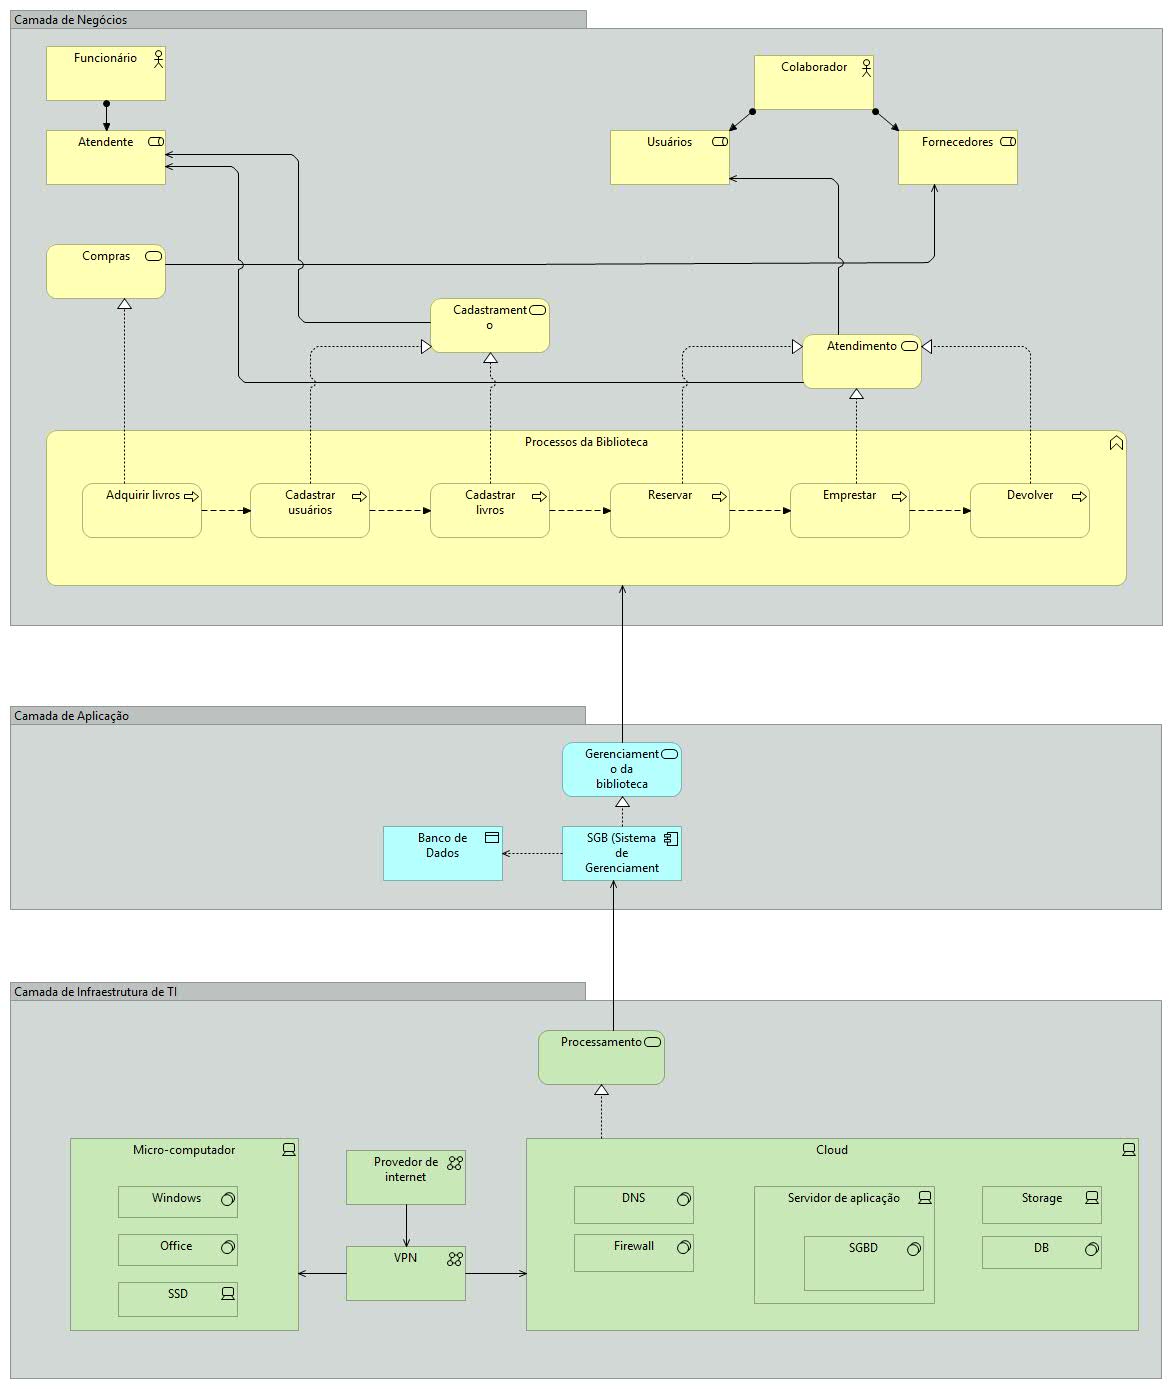 Camada de Negócios
Funcionário
Colaborador
Atendente
Usuários
Fornecedores
Compras
Cadastrament
o
Atendimento
Processos da Biblioteca
Adquirir livros
Cadastrar
usuários
Cadastrar
livros
Reservar
Emprestar
Devolver
Camada de Aplicação
Gerenciament
o da
biblioteca
Banco de
Dados
SGB (Sistema
de
Gerenciament
Camada de Infraestrutura de TI
Processamento
Micro-computador
Windows
Office
SSD
Provedor de
internet
VPN
Cloud
DNS
Firewall
Servidor de aplicação
SGBD
Storage
DB